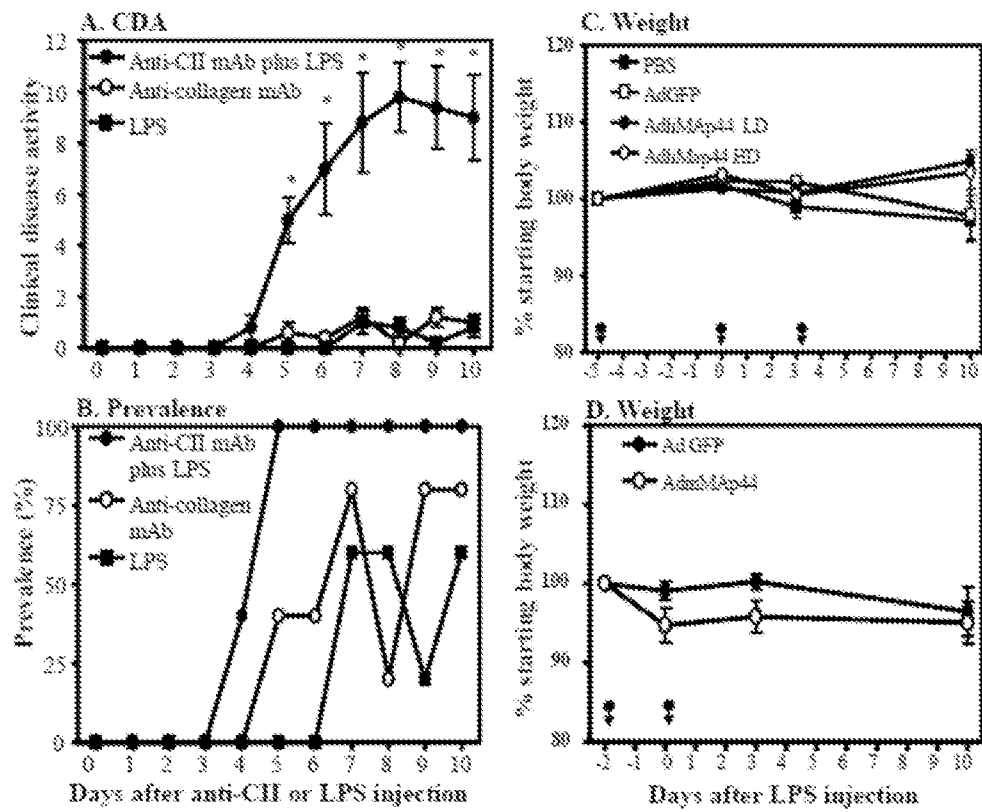 A. CDA
12
10
8
6
4
2
0
Clinical disease activity
Anti-CII mAb plus LPS
Anti-collagen mAb
LPS
* * * * * *
0 1 2 3 4 5 6 7 8 9 10
B. Prevalence
100
75
50
25
0
Prevalence (%)
Anti-CII mAb
plus LPS
Anti-collagen
mAb
LPS
0 1 2 3 4 5 6 7 8 9 10
Days after anti-CII or LPS injection
C. Weight
120
110
100
90
80
% starting body weight
PBS
AdGFP
AdhMAp44 LD
AdhMap44 HD
-5 -4 -3 -2 -1 0 1 2 3 4 5 6 7 8 9 10
D. Weight
120
110
100
90
80
% starting body weight
Ad GFP
AdmMAp44
-2 -1 0 1 2 3 4 5 6 7 8 9 10
Days after LPS injection